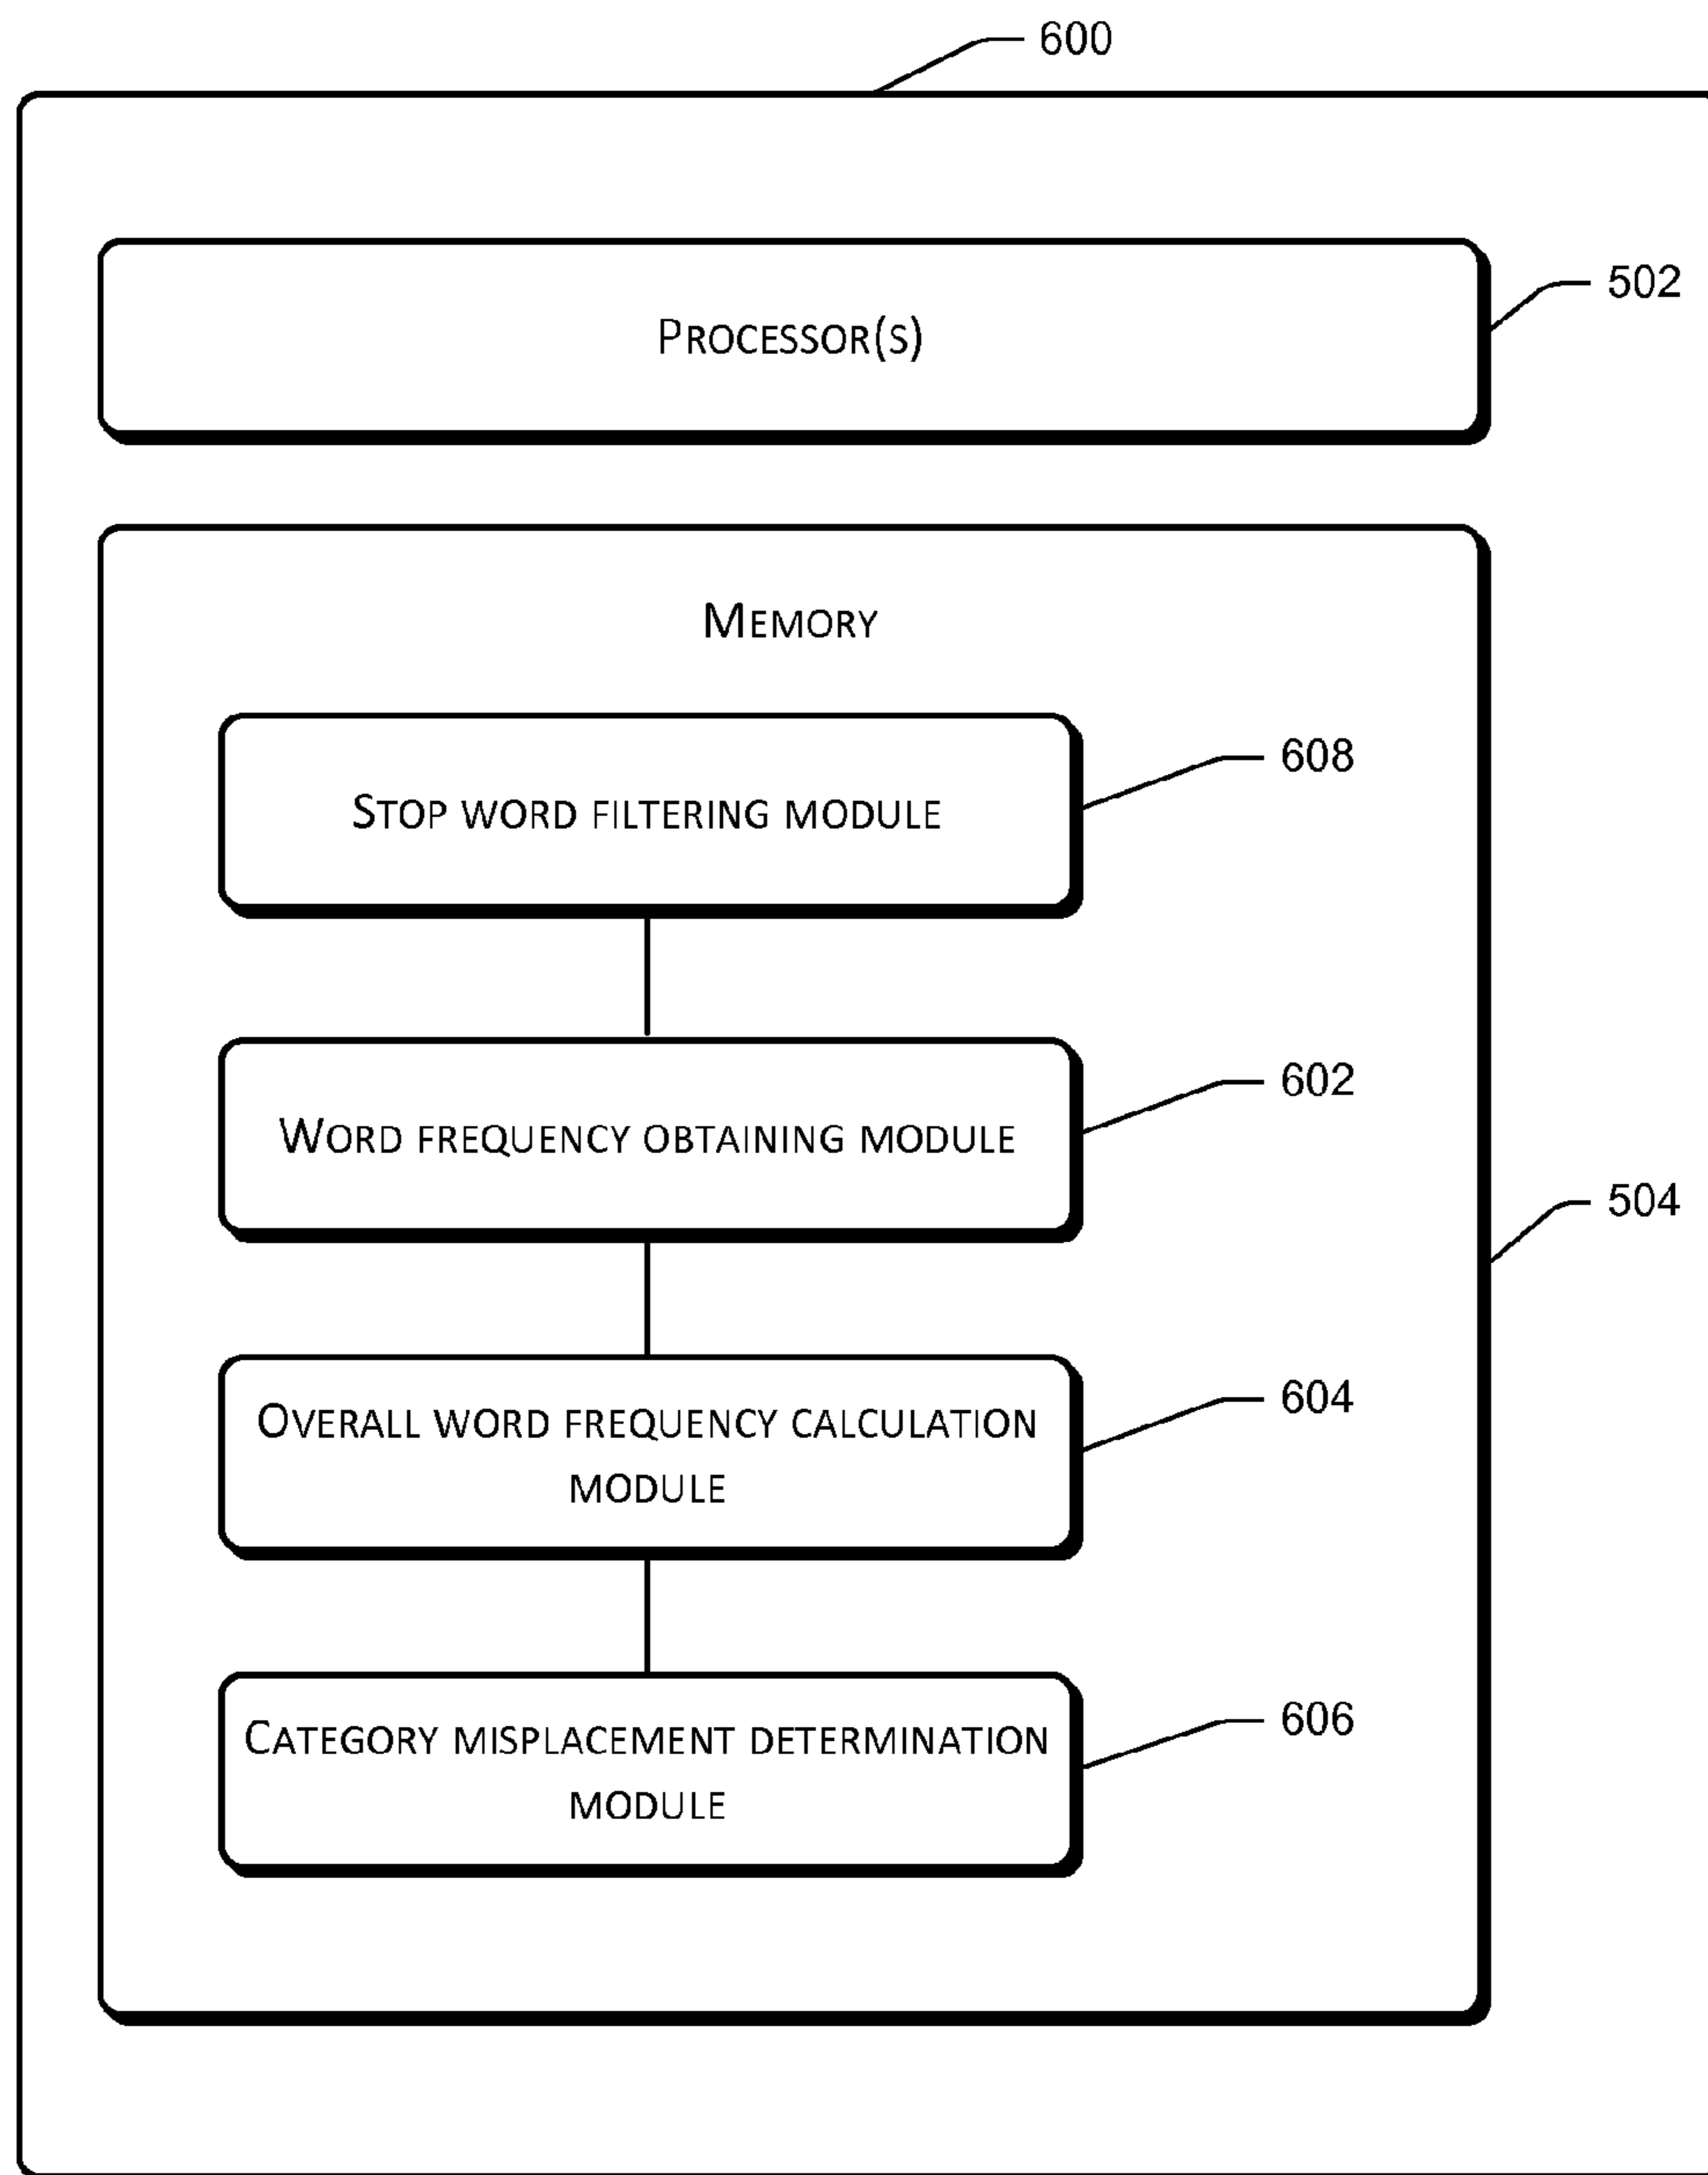 600
PROCESSOR(S)
502
MEMORY
STOP WORD FILTERING MODULE
608
WORD FREQUENCY OBTAINING MODULE
602
504
OVERALL WORD FREQUENCY CALCULATION
MODULE
604
CATEGORY MISPLACEMENT DETERMINATION
MODULE
606